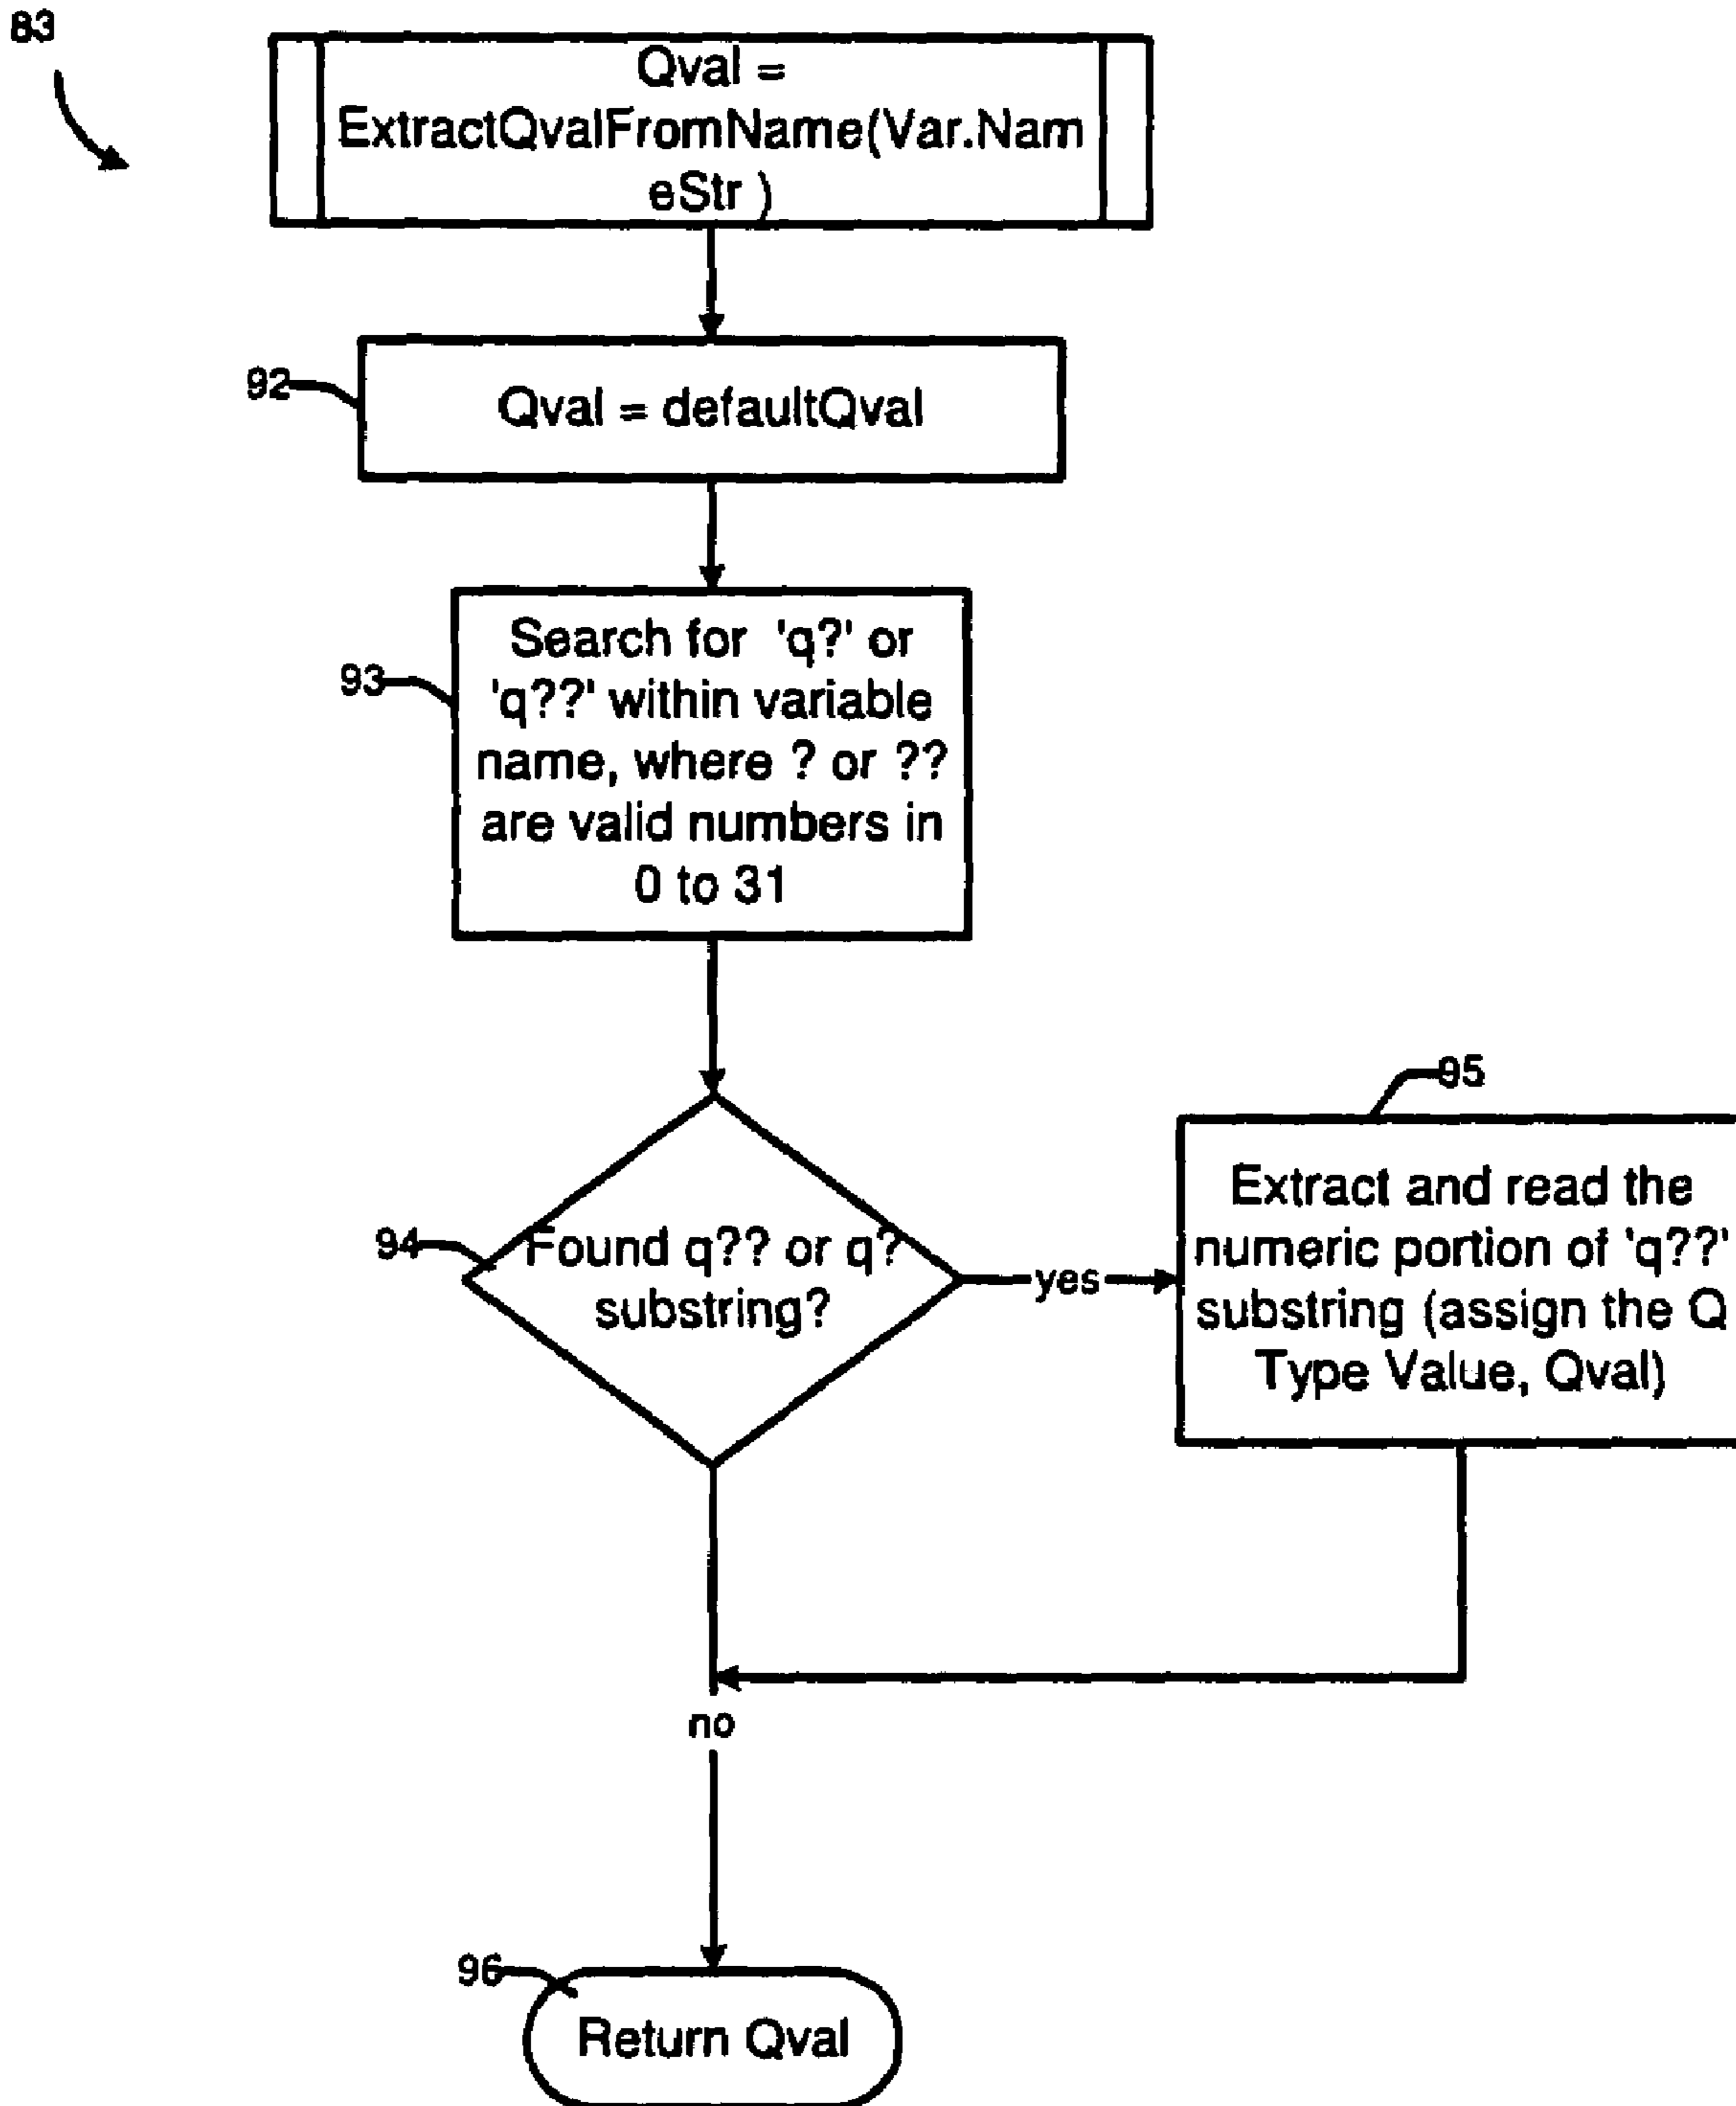 83
Qval =
ExtractQvalFromName(Var.Nam
eStr )
92
Qval = defaultQval
93
Search for 'q?' or
'q??' within variable
name, where ? or ??
are valid numbers in
0 to 31
94
Found q?? or q?
substring?
yes
95
Extract and read the
numeric portion of 'q??'
substring (assign the Q
Type Value, Qval)
no
96
Return Qval